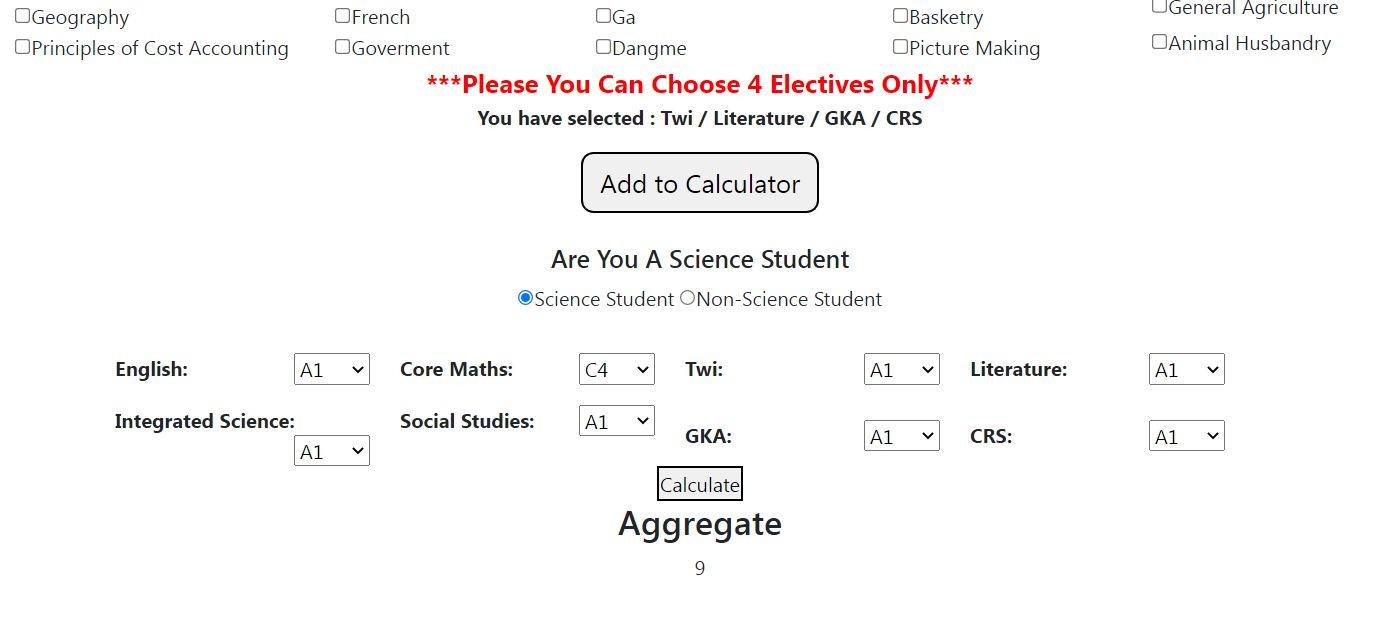 Geography French Ga Basketry General Agriculture
Principles of Cost Accounting Goverment Dangme Picture Making Animal Husbandry
***Please You Can Choose 4 Electives Only***
You have selected : Twi / Literature / GKA / CRS
Add to Calculator
Are You A Science Student
Science Student Non-Science Student
English: A1 Core Maths: C4 Twi: A1 Literature: A1
Integrated Science: A1 Social Studies: A1 GKA: A1 CRS: A1
Calculate
Aggregate
9